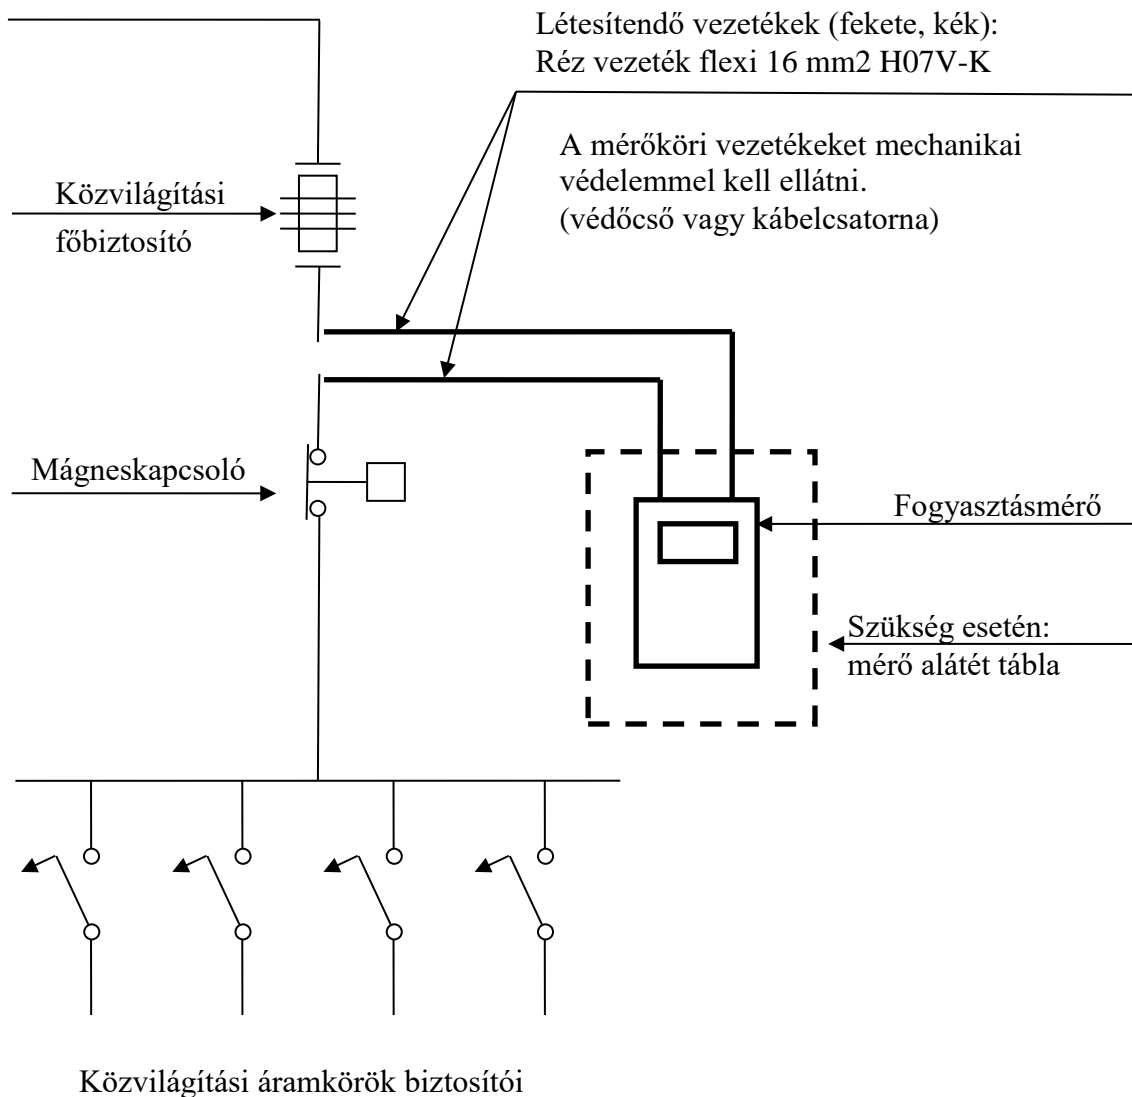 Létesítendő vezetékek (fekete, kék):
Réz vezeték flexi 16 mm2 H07V-K
A mérőköri vezetékeket mechanikai
védelemmel kell ellátni.
(védőcső vagy kábelcsatorna)
Közvilágítási
főbiztosító
Mágneskapcsoló
Fogyasztásmérő
Szükség esetén:
mérő alátét tábla
Közvilágítási áramkörök biztosítói